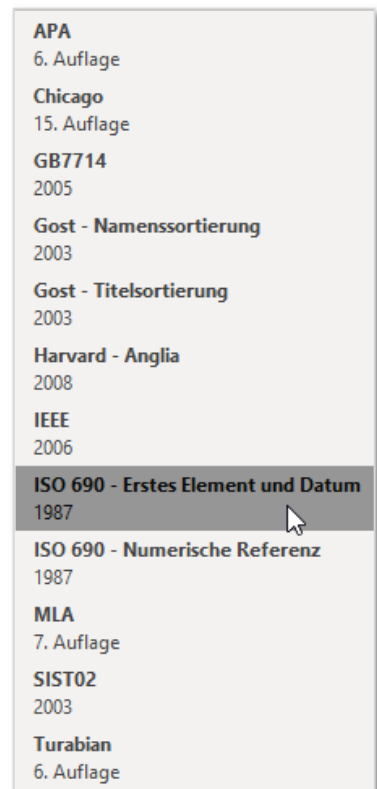 APA
6. Auflage
Chicago
15. Auflage
GB7714
2005
Gost - Namenssortierung
2003
Gost - Titelsortierung
2003
Harvard - Anglia
2008
IEEE
2006
ISO 690 - Erstes Element und Datum
1987
ISO 690 - Numerische Referenz
1987
MLA
7. Auflage
SIST02
2003
Turabian
6. Auflage